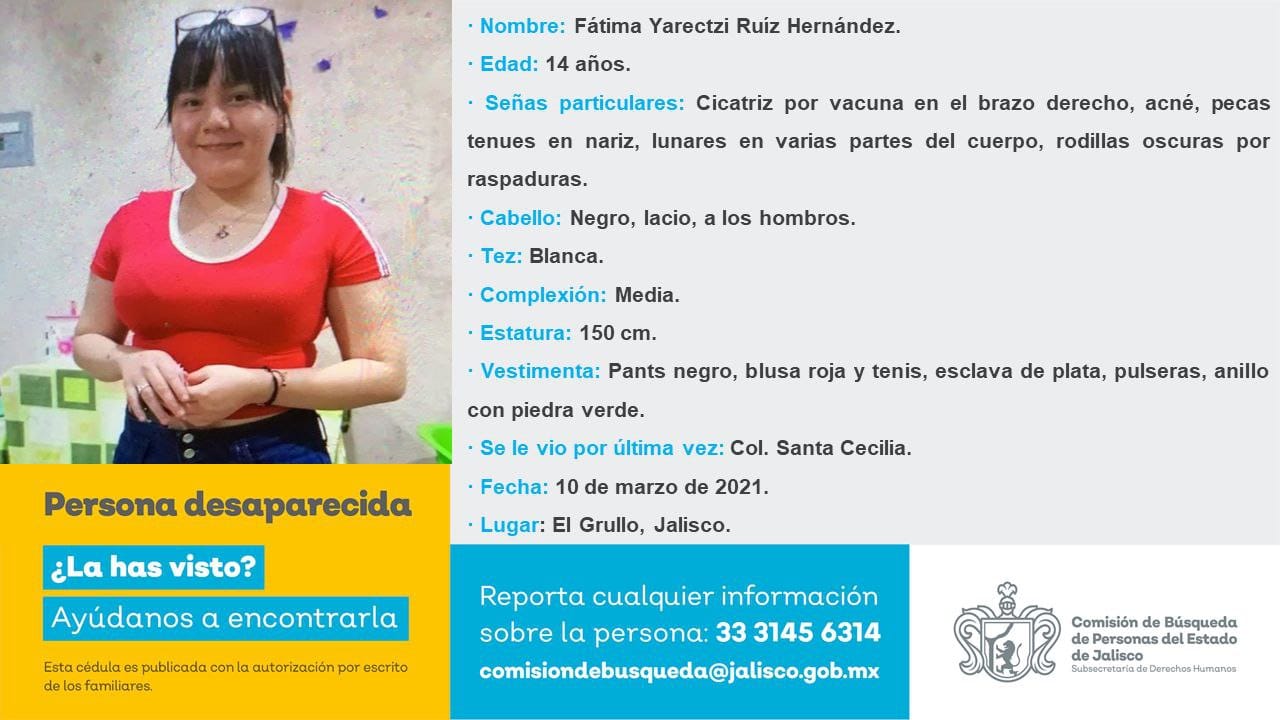 · Nombre: Fátima Yarectzi Ruíz Hernández.
· Edad: 14 años.
· Señas particulares: Cicatriz por vacuna en el brazo derecho, acné, pecas
tenues en nariz, lunares en varias partes del cuerpo, rodillas oscuras por
raspaduras.
· Cabello: Negro, lacio, a los hombros.
· Tez: Blanca.
· Complexión: Media.
· Estatura: 150 cm.
· Vestimenta: Pants negro, blusa roja y tenis, esclava de plata, pulseras, anillo
con piedra verde.
· Se le vio por última vez: Col. Santa Cecilia.
· Fecha: 10 de marzo de 2021.
· Lugar: El Grullo, Jalisco.
Persona desaparecida
¿La has visto?
Ayúdanos a encontrarla
Esta cédula es publicada con la autorización por escrito
de los familiares.
Reporta cualquier información
sobre la persona: 33 3145 6314
comisiondebusqueda@jalisco.gob.mx
Comisión de Búsqueda
de Personas del Estado
de Jalisco
Subsecretaría de Derechos Humanos